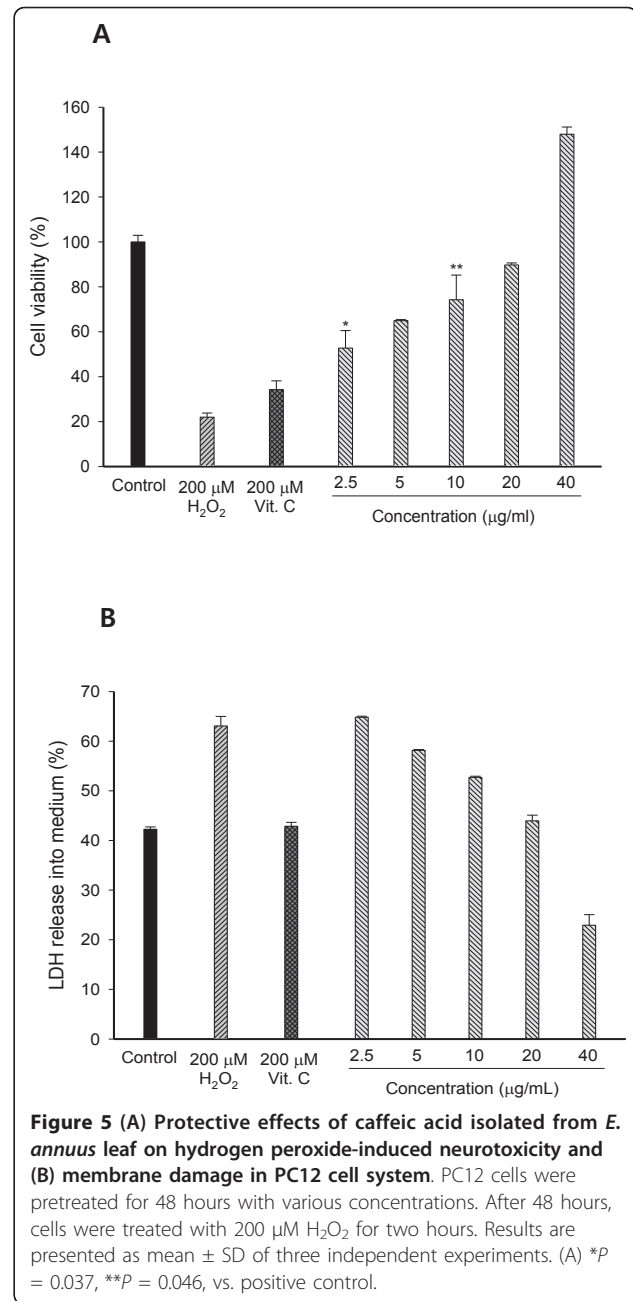 A
Cell viability (%)
160
140
120
100
80
60
40
20
0
*
**
Control
200 μM
H₂O₂
200 μM
Vit. C
2.5 5 10 20 40
Concentration (μg/ml)
B
LDH release into medium (%)
70
60
50
40
30
20
10
0
Control
200 μM
H₂O₂
200 μM
Vit. C
2.5 5 10 20 40
Concentration (μg/mL)
Figure 5 (A) Protective effects of caffeic acid isolated from E.
annuus leaf on hydrogen peroxide-induced neurotoxicity and
(B) membrane damage in PC12 cell system. PC12 cells were
pretreated for 48 hours with various concentrations. After 48 hours,
cells were treated with 200 μM H₂O₂ for two hours. Results are
presented as mean ± SD of three independent experiments. (A) *P
= 0.037, **P = 0.046, vs. positive control.